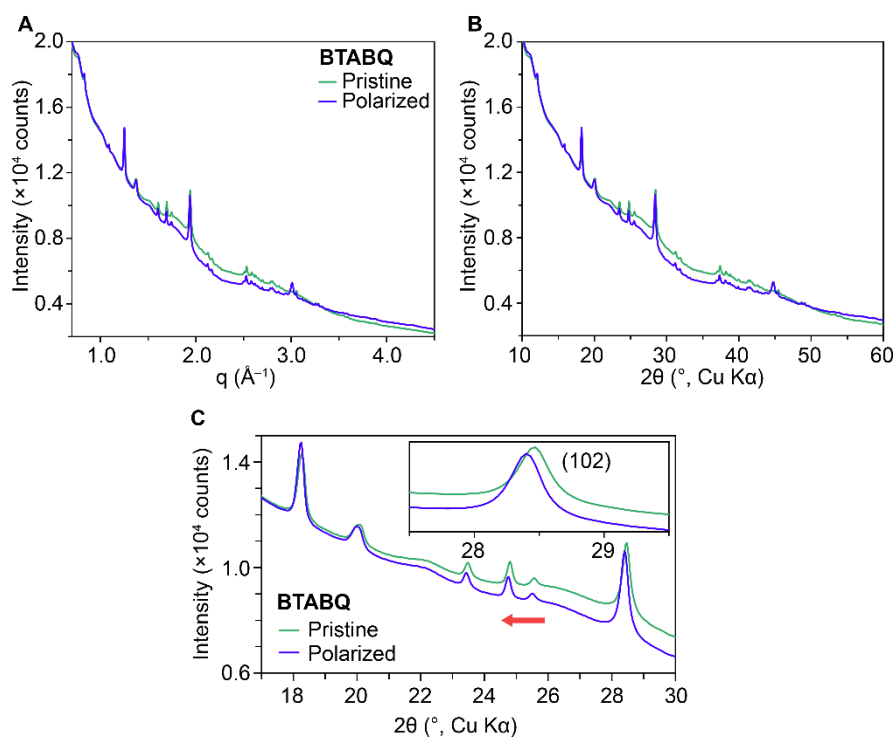 A
B
2.0
1.6
1.2
0.8
0.4
Intensity (×10⁴ counts)
BTABQ
Pristine
Polarized
1.0 2.0 3.0 4.0
q (Å⁻¹)
2.0
1.6
1.2
0.8
0.4
Intensity (×10⁴ counts)
10 20 30 40 50 60
2θ (°, Cu Kα)
C
1.4
1.0
0.6
Intensity (×10⁴ counts)
(102)
28 29
BTABQ
Pristine
Polarized
18 20 22 24 26 28 30
2θ (°, Cu Kα)